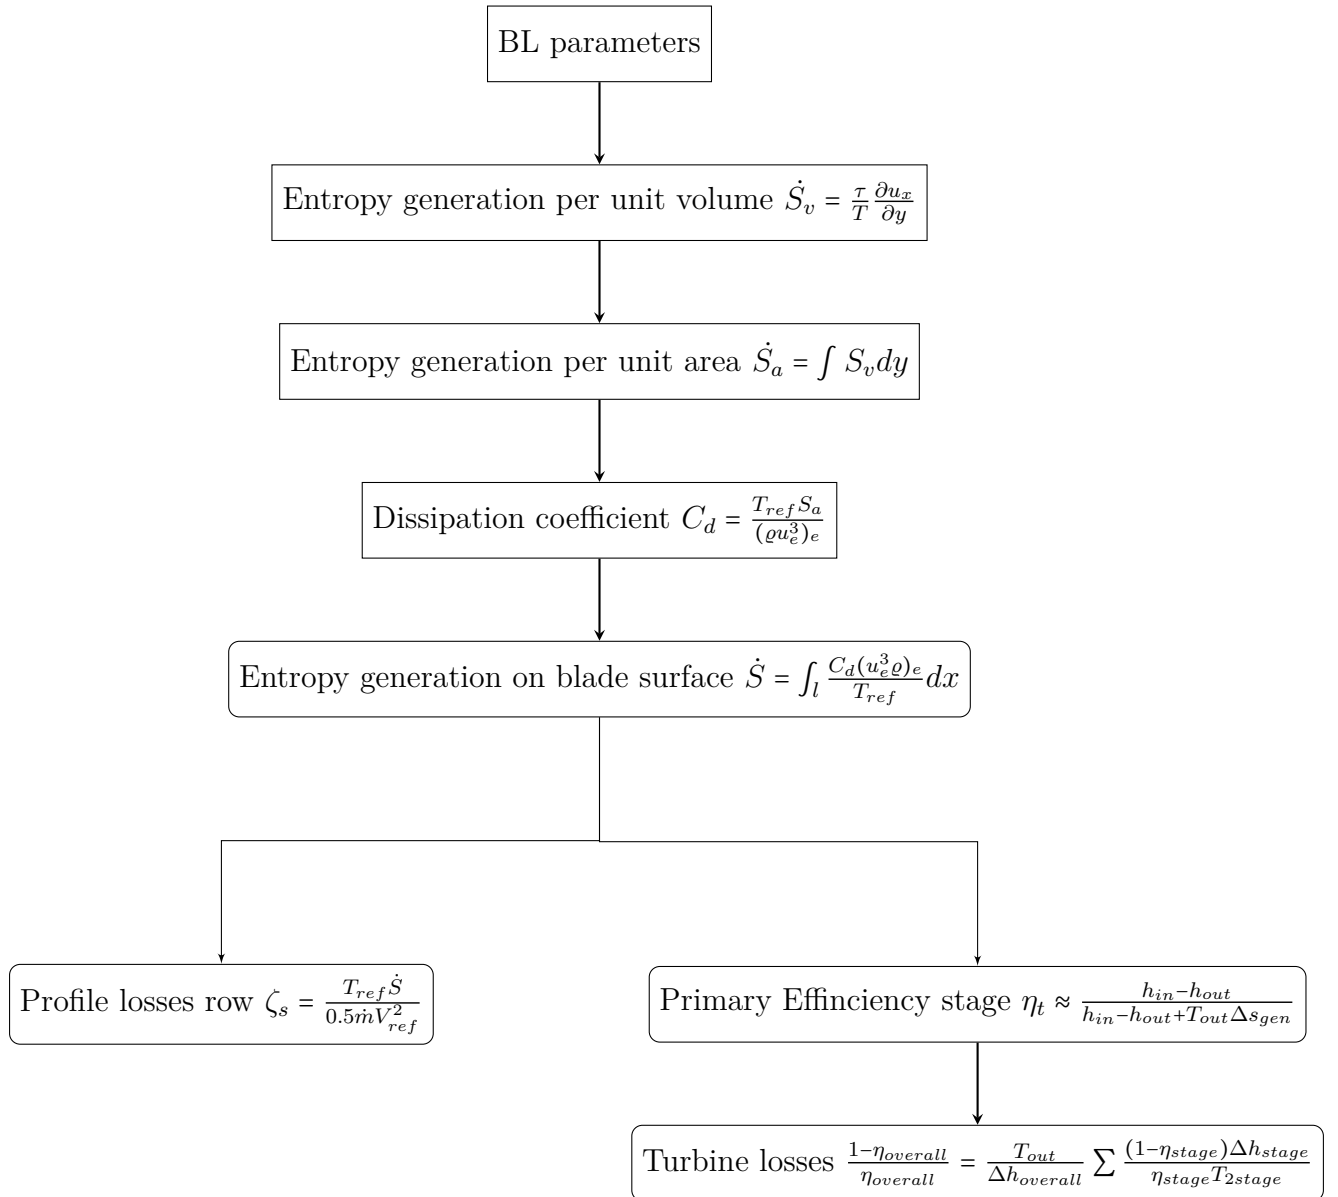 BL parameters
Entropy generation per unit volume $\dot{S}_v = \frac{\tau}{T}\frac{\partial u_x}{\partial y}$
Entropy generation per unit area $\dot{S}_a = \int S_v dy$
Dissipation coefficient $C_d = \frac{T_{ref} S_a}{(\varrho u_e^3)_e}$
Entropy generation on blade surface $\dot{S} = \int_l \frac{C_d (u_e^3 \varrho)_e}{T_{ref}} dx$
Profile losses row $\zeta_s = \frac{T_{ref} \dot{S}}{0.5 \dot{m} V_{ref}^2}$
Primary Effinciency stage $\eta_t \approx \frac{h_{in} - h_{out}}{h_{in} - h_{out} + T_{out} \Delta s_{gen}}$
Turbine losses $\frac{1 - \eta_{overall}}{\eta_{overall}} = \frac{T_{out}}{\Delta h_{overall}} \sum \frac{(1 - \eta_{stage}) \Delta h_{stage}}{\eta_{stage} T_{2stage}}$